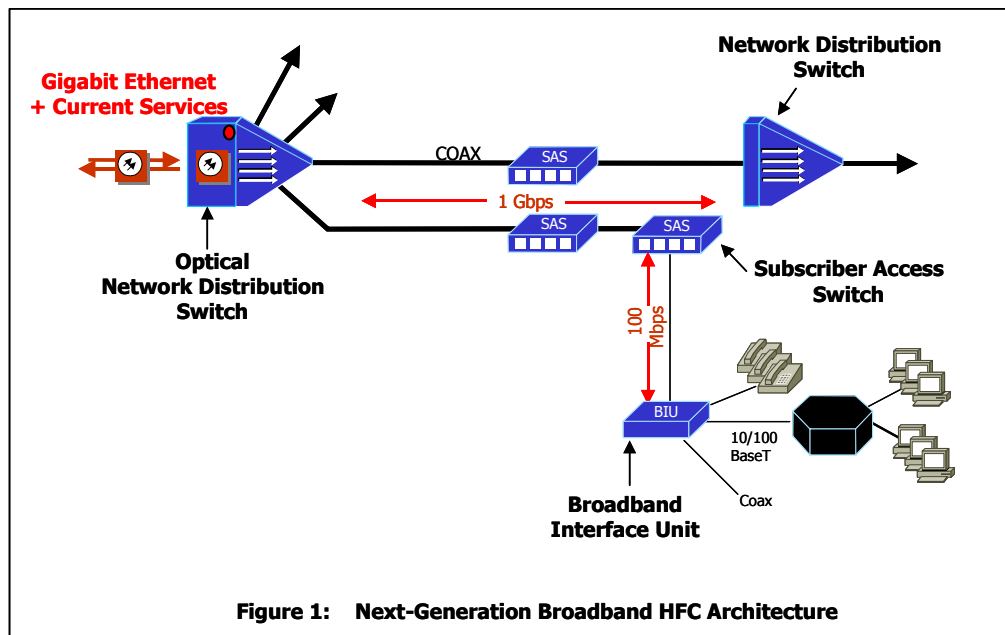 Network Distribution
Switch
Gigabit Ethernet
+ Current Services
COAX
SAS
1 Gbps
SAS
SAS
Optical
Network Distribution
Switch
Subscriber Access
Switch
100
Mbps
BIU
10/100
BaseT
Coax
Broadband
Interface Unit
Figure 1: Next-Generation Broadband HFC Architecture